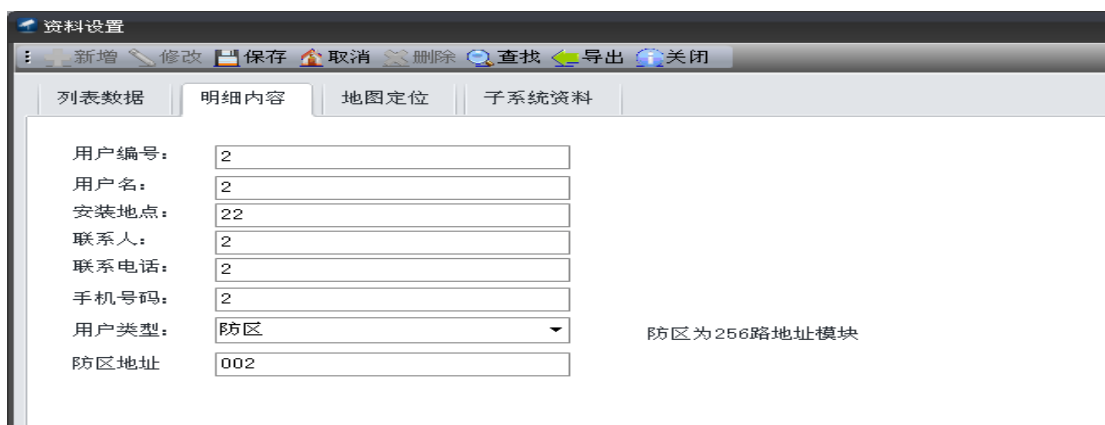 资料设置
新增 修改 保存 取消 删除 查找 导出 关闭
列表数据 明细内容 地图定位 子系统资料
用户编号： 2
用户名： 2
安装地点： 22
联系人： 2
联系电话： 2
手机号码： 2
用户类型： 防区 防区为256路地址模块
防区地址 002